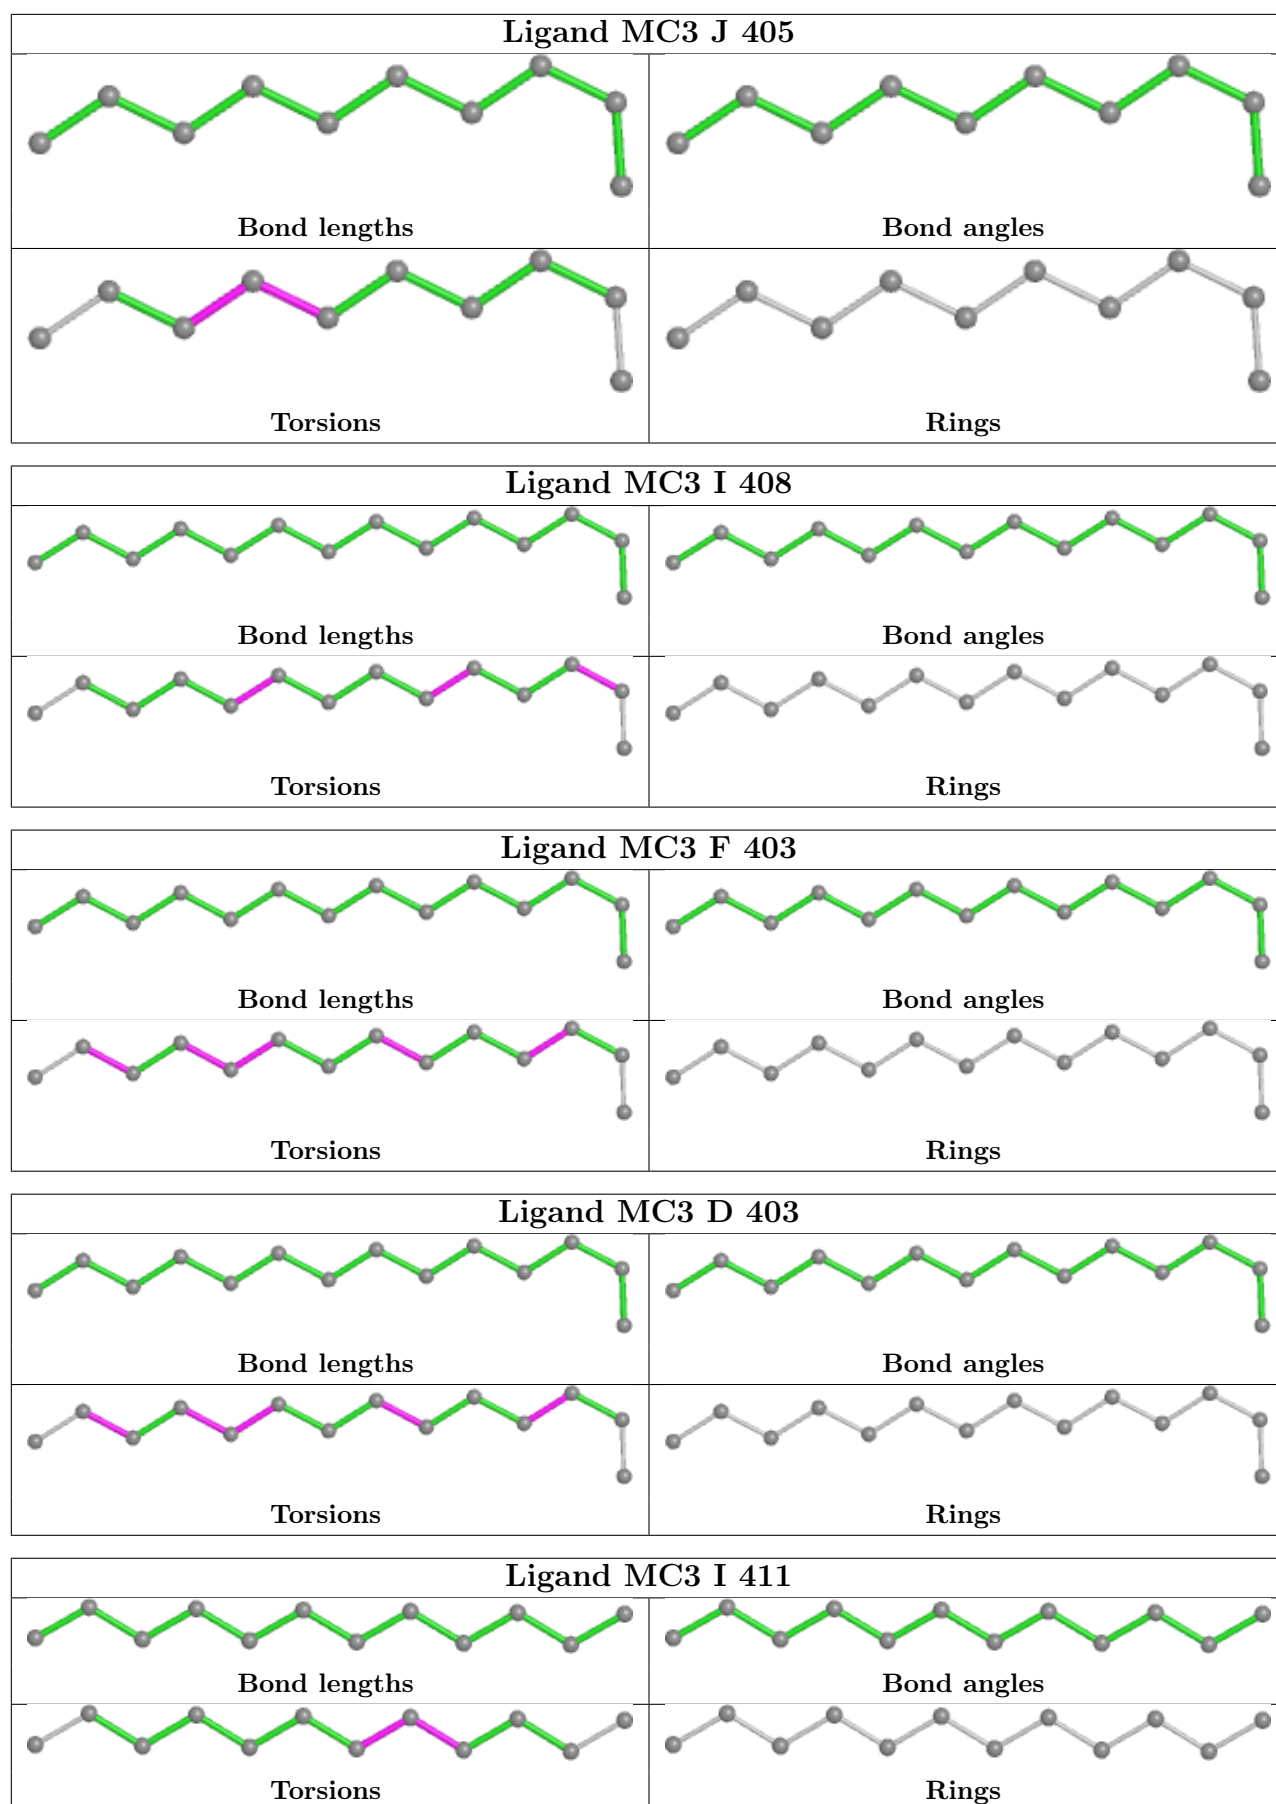 Ligand MC3 J 405
Bond lengths Bond angles
Torsions Rings
Ligand MC3 I 408
Bond lengths Bond angles
Torsions Rings
Ligand MC3 F 403
Bond lengths Bond angles
Torsions Rings
Ligand MC3 D 403
Bond lengths Bond angles
Torsions Rings
Ligand MC3 I 411
Bond lengths Bond angles
Torsions Rings